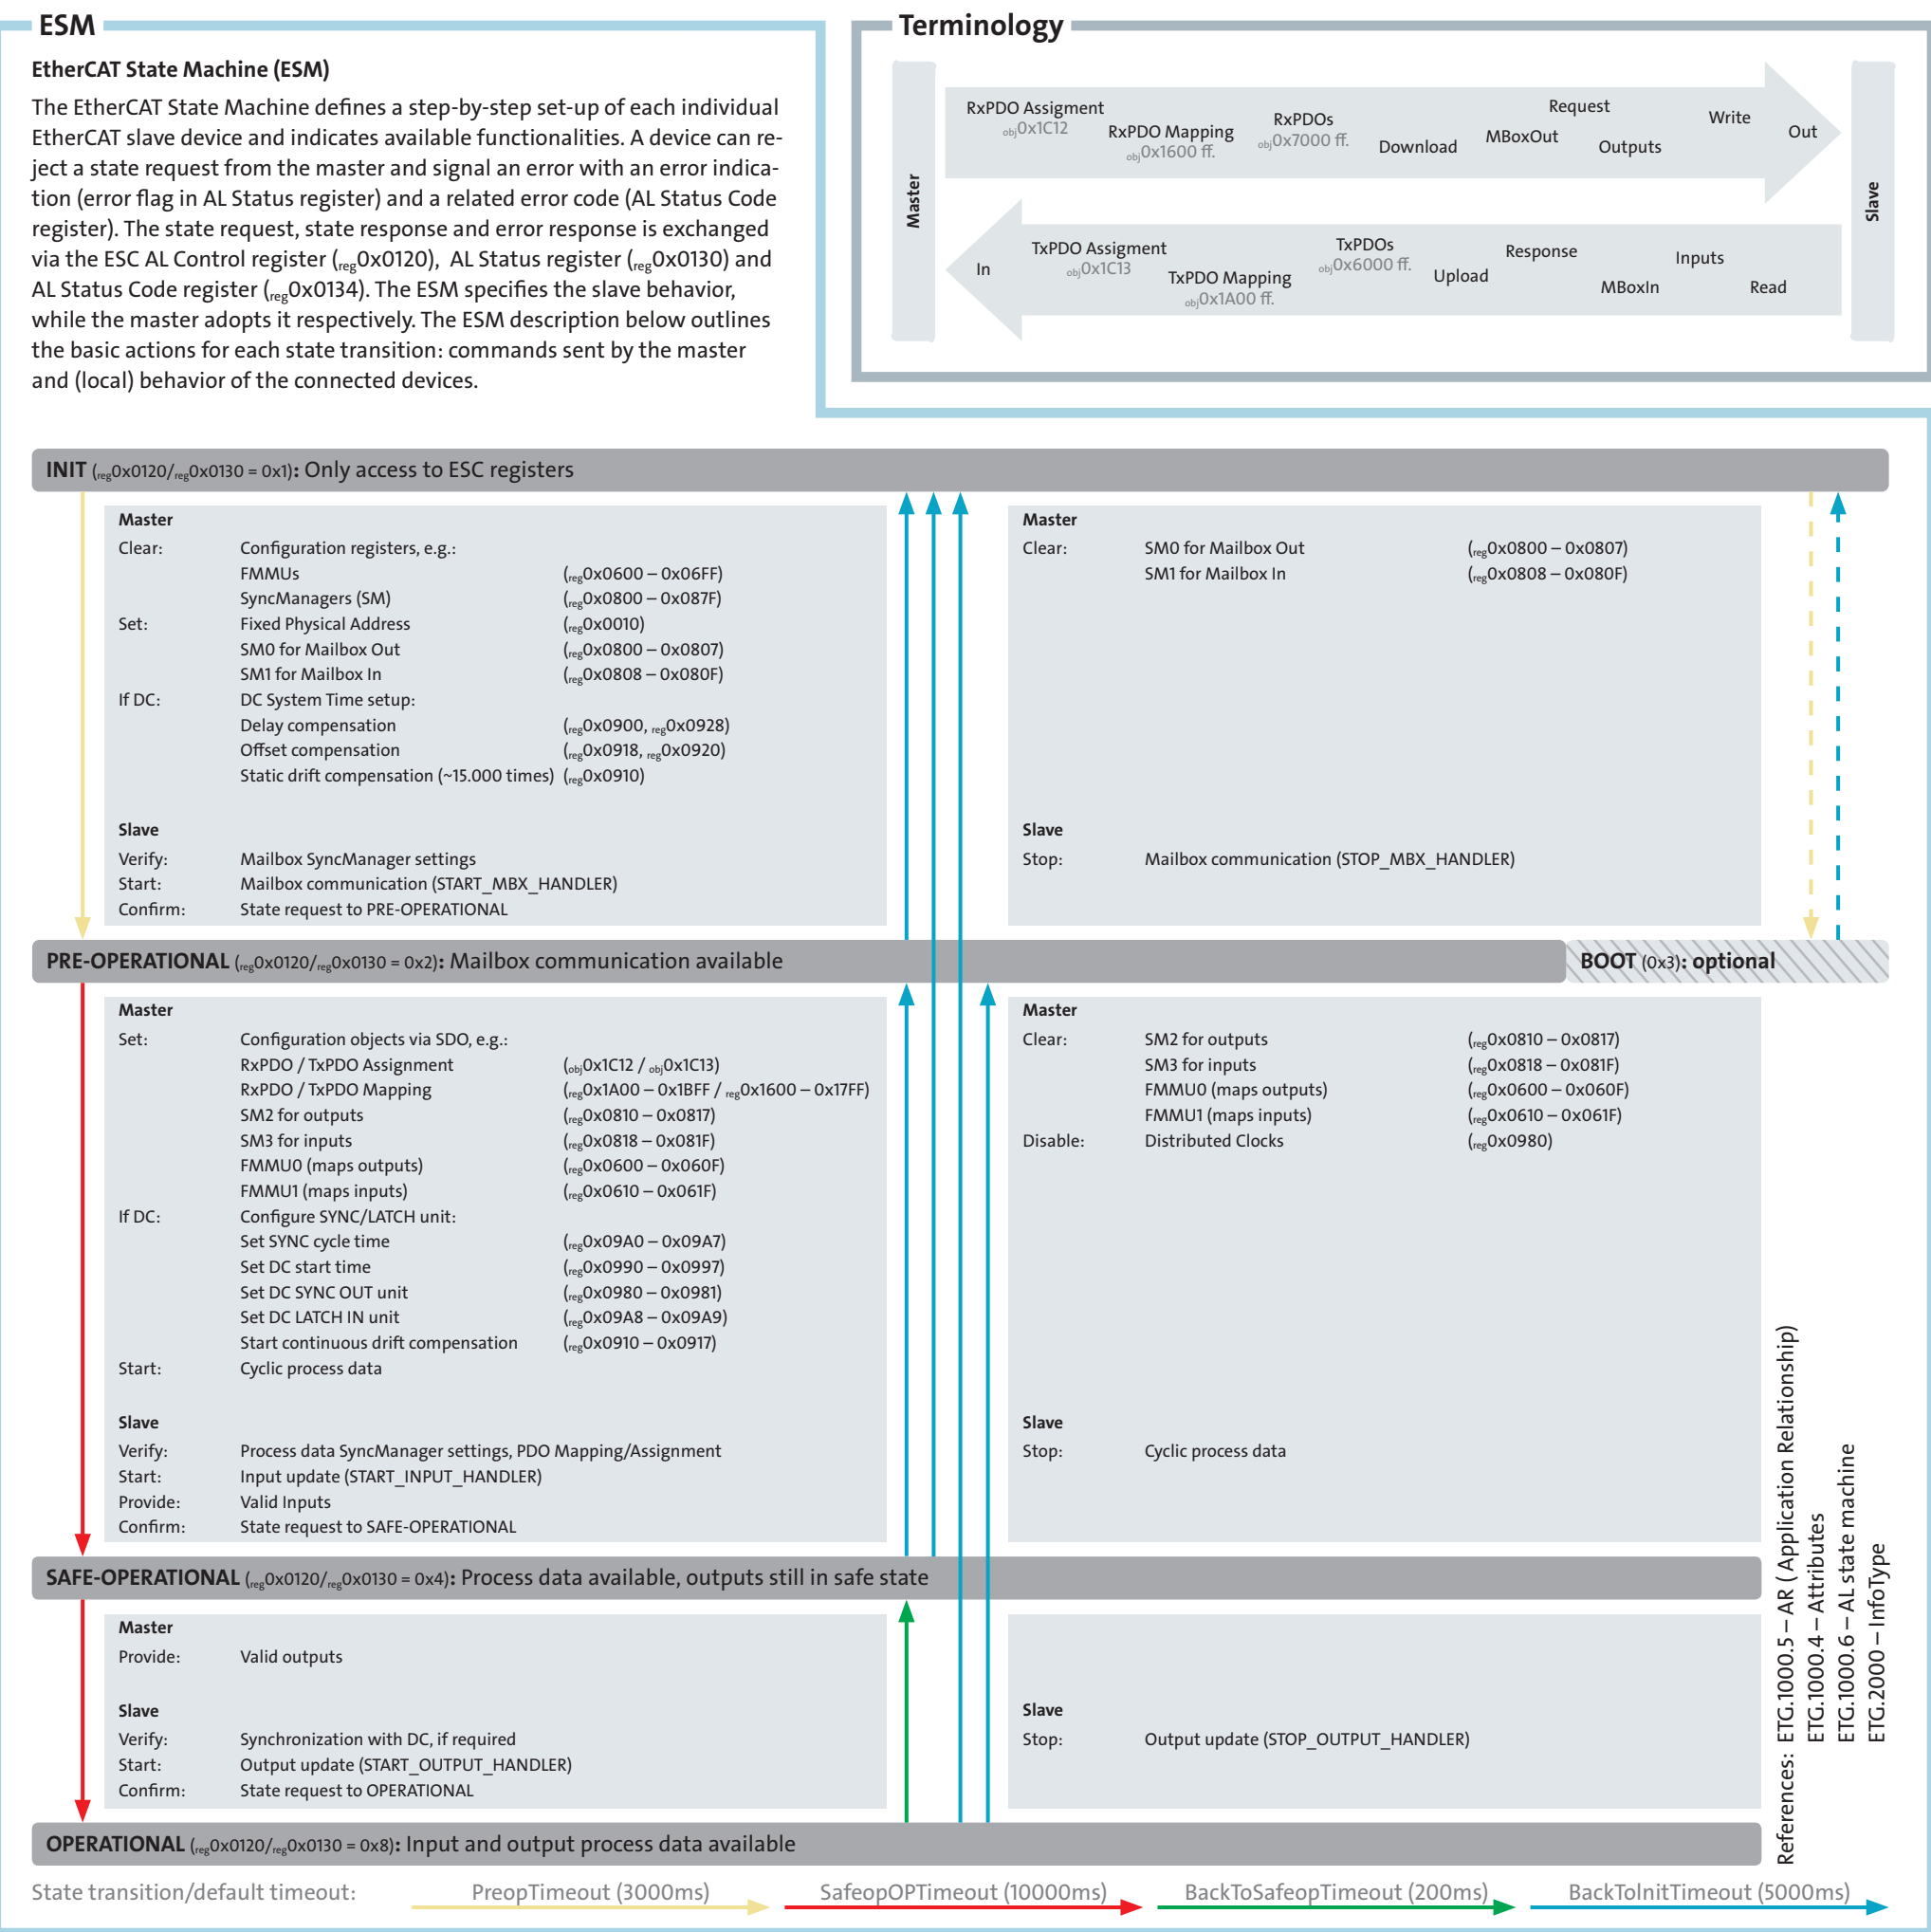 ESM
EtherCAT State Machine (ESM)
The EtherCAT State Machine defines a step-by-step set-up of each individual
EtherCAT slave device and indicates available functionalities. A device can re-
ject a state request from the master and signal an error with an error indica-
tion (error flag in AL Status register) and a related error code (AL Status Code
register). The state request, state response and error response is exchanged
via the ESC AL Control register (reg0x0120), AL Status register (reg0x0130) and
AL Status Code register (reg0x0134). The ESM specifies the slave behavior,
while the master adopts it respectively. The ESM description below outlines
the basic actions for each state transition: commands sent by the master
and (local) behavior of the connected devices.
Terminology
Master
RxPDO Assigment
obj0x1C12
RxPDO Mapping
obj0x1600 ff.
RxPDOs
obj0x7000 ff.
Download
MBoxOut
Request
Outputs
Write
Out
In
TxPDO Assigment
obj0x1C13
TxPDO Mapping
obj0x1A00 ff.
TxPDOs
obj0x6000 ff.
Upload
Response
MBoxIn
Inputs
Read
Slave
INIT (reg0x0120/reg0x0130 = 0x1): Only access to ESC registers
Master
Clear: Configuration registers, e.g.:
FMMUs (reg0x0600 – 0x06FF)
SyncManagers (SM) (reg0x0800 – 0x087F)
Set: Fixed Physical Address (reg0x0010)
SM0 for Mailbox Out (reg0x0800 – 0x0807)
SM1 for Mailbox In (reg0x0808 – 0x080F)
If DC: DC System Time setup:
Delay compensation (reg0x0900, reg0x0928)
Offset compensation (reg0x0918, reg0x0920)
Static drift compensation (~15.000 times) (reg0x0910)
Slave
Verify: Mailbox SyncManager settings
Start: Mailbox communication (START_MBX_HANDLER)
Confirm: State request to PRE-OPERATIONAL
Master
Clear: SM0 for Mailbox Out (reg0x0800 – 0x0807)
SM1 for Mailbox In (reg0x0808 – 0x080F)
Slave
Stop: Mailbox communication (STOP_MBX_HANDLER)
PRE-OPERATIONAL (reg0x0120/reg0x0130 = 0x2): Mailbox communication available
BOOT (0x3): optional
Master
Set: Configuration objects via SDO, e.g.:
RxPDO / TxPDO Assignment (obj0x1C12 / obj0x1C13)
RxPDO / TxPDO Mapping (reg0x1A00 – 0x1BFF / reg0x1600 – 0x17FF)
SM2 for outputs (reg0x0810 – 0x0817)
SM3 for inputs (reg0x0818 – 0x081F)
FMMU0 (maps outputs) (reg0x0600 – 0x060F)
FMMU1 (maps inputs) (reg0x0610 – 0x061F)
If DC: Configure SYNC/LATCH unit:
Set SYNC cycle time (reg0x09A0 – 0x09A7)
Set DC start time (reg0x0990 – 0x0997)
Set DC SYNC OUT unit (reg0x0980 – 0x0981)
Set DC LATCH IN unit (reg0x09A8 – 0x09A9)
Start continuous drift compensation (reg0x0910 – 0x0917)
Start: Cyclic process data
Slave
Verify: Process data SyncManager settings, PDO Mapping/Assignment
Start: Input update (START_INPUT_HANDLER)
Provide: Valid Inputs
Confirm: State request to SAFE-OPERATIONAL
Master
Clear: SM2 for outputs (reg0x0810 – 0x0817)
SM3 for inputs (reg0x0818 – 0x081F)
FMMU0 (maps outputs) (reg0x0600 – 0x060F)
FMMU1 (maps inputs) (reg0x0610 – 0x061F)
Disable: Distributed Clocks (reg0x0980)
Slave
Stop: Cyclic process data
SAFE-OPERATIONAL (reg0x0120/reg0x0130 = 0x4): Process data available, outputs still in safe state
Master
Provide: Valid outputs
Slave
Verify: Synchronization with DC, if required
Start: Output update (START_OUTPUT_HANDLER)
Confirm: State request to OPERATIONAL
Slave
Stop: Output update (STOP_OUTPUT_HANDLER)
OPERATIONAL (reg0x0120/reg0x0130 = 0x8): Input and output process data available
References: ETG.1000.5 – AR ( Application Relationship)
ETG.1000.4 – Attributes
ETG.1000.6 – AL state machine
ETG.2000 – InfoType
State transition/default timeout: PreopTimeout (3000ms) SafeopOPTimeout (10000ms) BackToSafeopTimeout (200ms) BackToInitTimeout (5000ms)